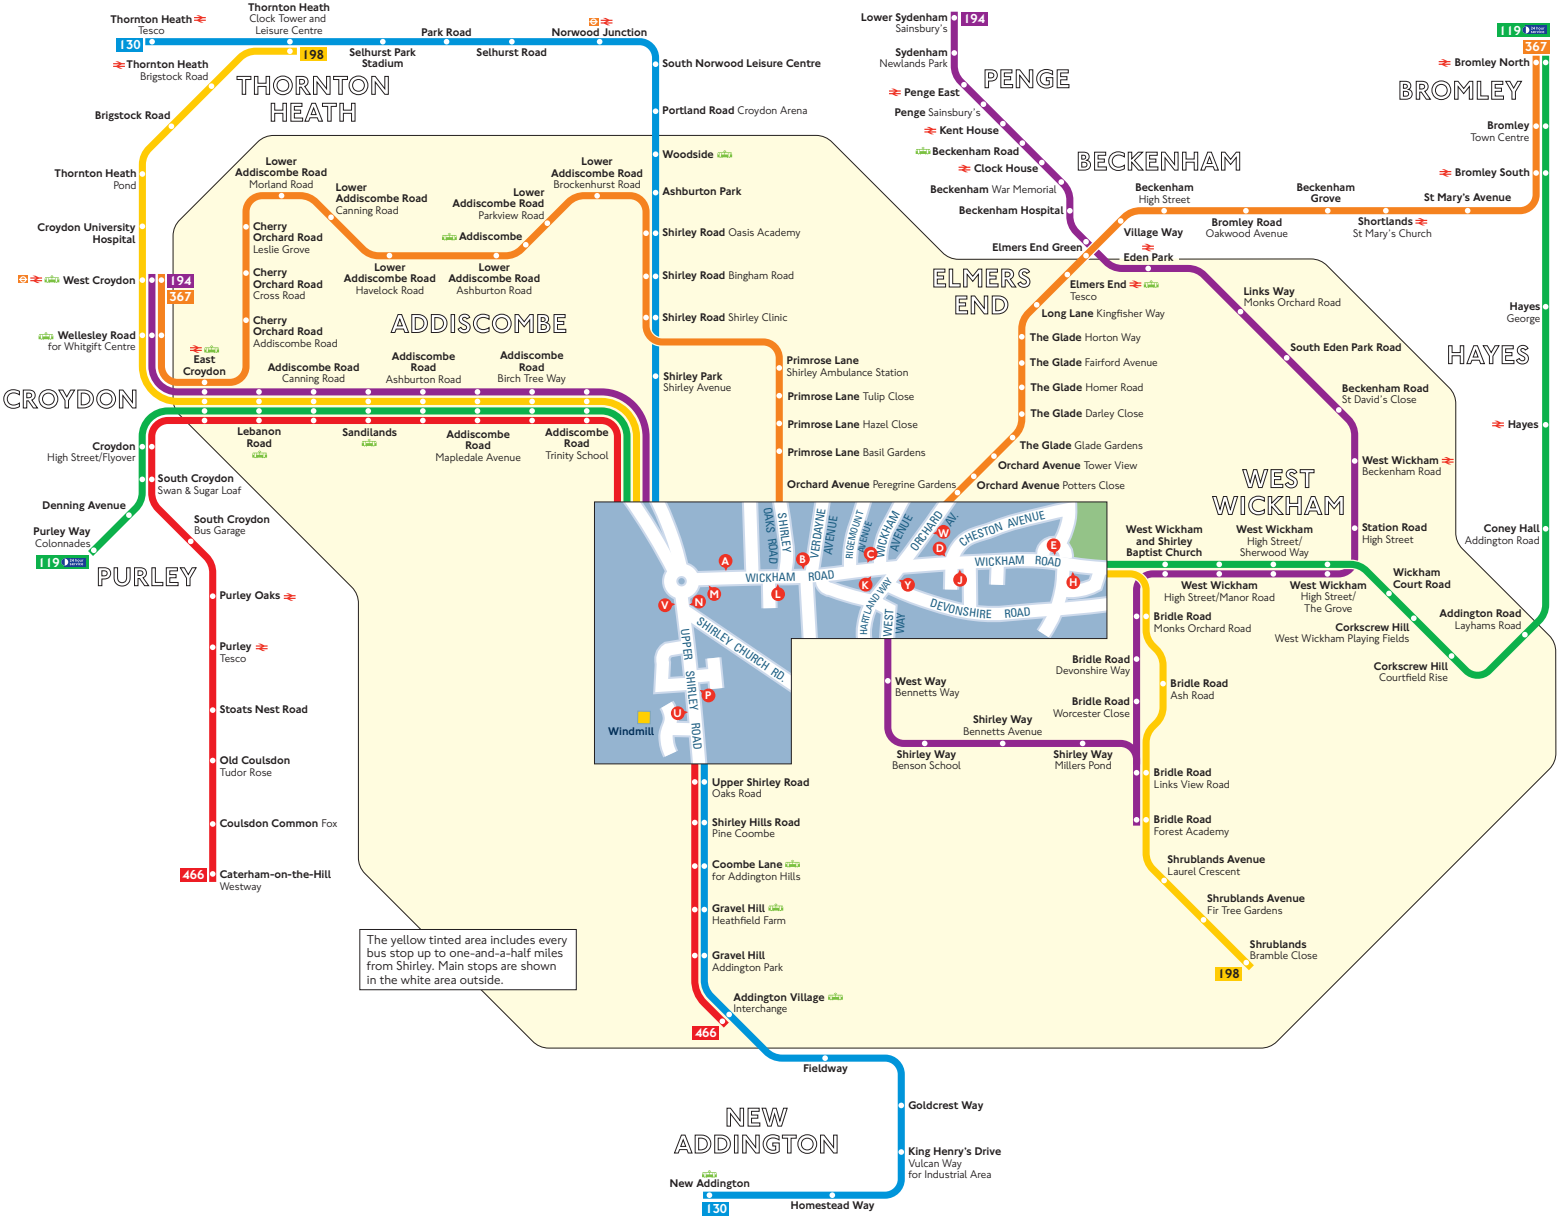 Thornton Heath
Tesco
130
Thornton Heath
Clock Tower and
Leisure Centre
198
Selhurst Park
Stadium
Park Road
Selhurst Road
Norwood Junction
Thornton Heath
Brigstock Road
THORNTON
HEATH
Brigstock Road
Thornton Heath
Pond
Croydon University
Hospital
West Croydon
194
367
Wellesley Road
for Whitgift Centre
East
Croydon
CROYDON
South Norwood Leisure Centre
Portland Road Croydon Arena
Woodside
Ashburton Park
Shirley Road Oasis Academy
Shirley Road Bingham Road
Shirley Road Shirley Clinic
Shirley Park
Shirley Avenue
Lower
Addiscombe Road
Morland Road
Lower
Addiscombe Road
Canning Road
Lower
Addiscombe Road
Parkview Road
Lower
Addiscombe Road
Brockenhurst Road
Addiscombe
Lower
Addiscombe Road
Havelock Road
Lower
Addiscombe Road
Ashburton Road
Cherry
Orchard Road
Leslie Grove
Cherry
Orchard Road
Cross Road
Cherry
Orchard Road
Addiscombe Road
ADDISCOMBE
Addiscombe Road
Canning Road
Addiscombe
Road
Ashburton Road
Addiscombe
Road
Birch Tree Way
Lebanon
Road
Sandilands
Addiscombe
Road
Mapledale Avenue
Addiscombe
Road
Trinity School
Primrose Lane
Shirley Ambulance Station
Primrose Lane Tulip Close
Primrose Lane Hazel Close
Primrose Lane Basil Gardens
Orchard Avenue Peregrine Gardens
Lower Sydenham
Sainsbury's
194
Sydenham
Newlands Park
PENGE
Penge East
Penge Sainsbury's
Kent House
Beckenham Road
Clock House
Beckenham War Memorial
Beckenham Hospital
Elmers End Green
BECKENHAM
Beckenham
High Street
Village Way
Bromley Road
Oakwood Avenue
Beckenham
Grove
Shortlands
St Mary's Church
St Mary's Avenue
119
24 hour
service
367
Bromley North
BROMLEY
Bromley
Town Centre
Bromley South
ELMERS
END
Eden Park
Elmers End
Tesco
Long Lane Kingfisher Way
The Glade Horton Way
The Glade Fairford Avenue
The Glade Homer Road
The Glade Darley Close
The Glade Glade Gardens
Orchard Avenue Tower View
Orchard Avenue Potters Close
Links Way
Monks Orchard Road
South Eden Park Road
Beckenham Road
St David's Close
West Wickham
Beckenham Road
Station Road
High Street
WEST
WICKHAM
Hayes
George
HAYES
Hayes
Coney Hall
Addington Road
Addington Road
Layhams Road
West Wickham
and Shirley
Baptist Church
West Wickham
High Street/
Sherwood Way
West Wickham
High Street/Manor Road
West Wickham
High Street/
The Grove
Wickham
Court Road
Corkscrew Hill
West Wickham Playing Fields
Corkscrew Hill
Courtfield Rise
Croydon
High Street/Flyover
South Croydon
Swan & Sugar Loaf
Denning Avenue
Purley Way
Colonnades
119
24 hour
service
South Croydon
Bus Garage
PURLEY
Purley Oaks
Purley
Tesco
Stoats Nest Road
Old Coulsdon
Tudor Rose
Coulsdon Common Fox
466
Caterham-on-the-Hill
Westway
OAKS ROAD
SHIRLEY
VERDAYNE
AVENUE
RIDGEMOUNT
AVENUE
WICKHAM
AVENUE
ORCHARD
AV.
CHESTON AVENUE
WICKHAM ROAD
WICKHAM ROAD
DEVONSHIRE ROAD
HARTLAND WAY
WEST
WAY
SHIRLEY CHURCH RD.
UPPER SHIRLEY ROAD
A
B
C
W
D
E
V
N
M
L
K
Y
J
H
P
U
Windmill
West Way
Bennetts Way
Shirley Way
Benson School
Shirley Way
Bennetts Avenue
Shirley Way
Millers Pond
Bridle Road
Monks Orchard Road
Bridle Road
Devonshire Way
Bridle Road
Ash Road
Bridle Road
Worcester Close
Bridle Road
Links View Road
Bridle Road
Forest Academy
Shrublands Avenue
Laurel Crescent
Shrublands Avenue
Fir Tree Gardens
Shrublands
Bramble Close
198
Upper Shirley Road
Oaks Road
Shirley Hills Road
Pine Coombe
Coombe Lane
for Addington Hills
Gravel Hill
Heathfield Farm
Gravel Hill
Addington Park
Addington Village
Interchange
466
The yellow tinted area includes every
bus stop up to one-and-a-half miles
from Shirley. Main stops are shown
in the white area outside.
Fieldway
Goldcrest Way
King Henry's Drive
Vulcan Way
for Industrial Area
NEW
ADDINGTON
New Addington
130
Homestead Way